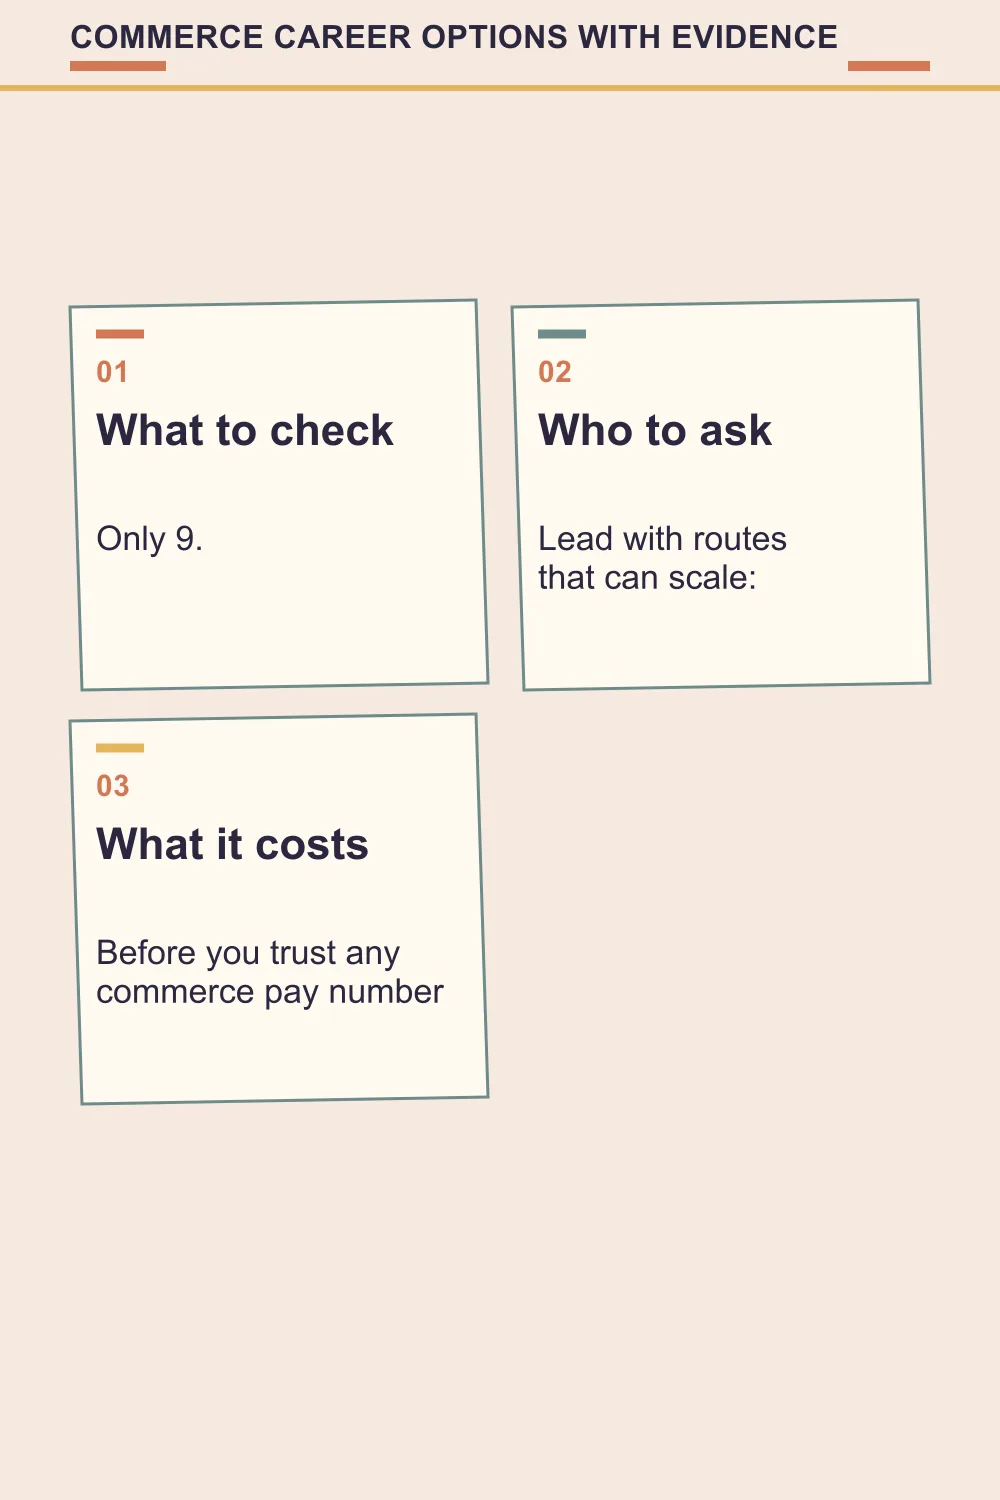 COMMERCE CAREER OPTIONS WITH EVIDENCE
01
What to check
Only 9.
02
Who to ask
Lead with routes
that can scale:
03
What it costs
Before you trust any
commerce pay number